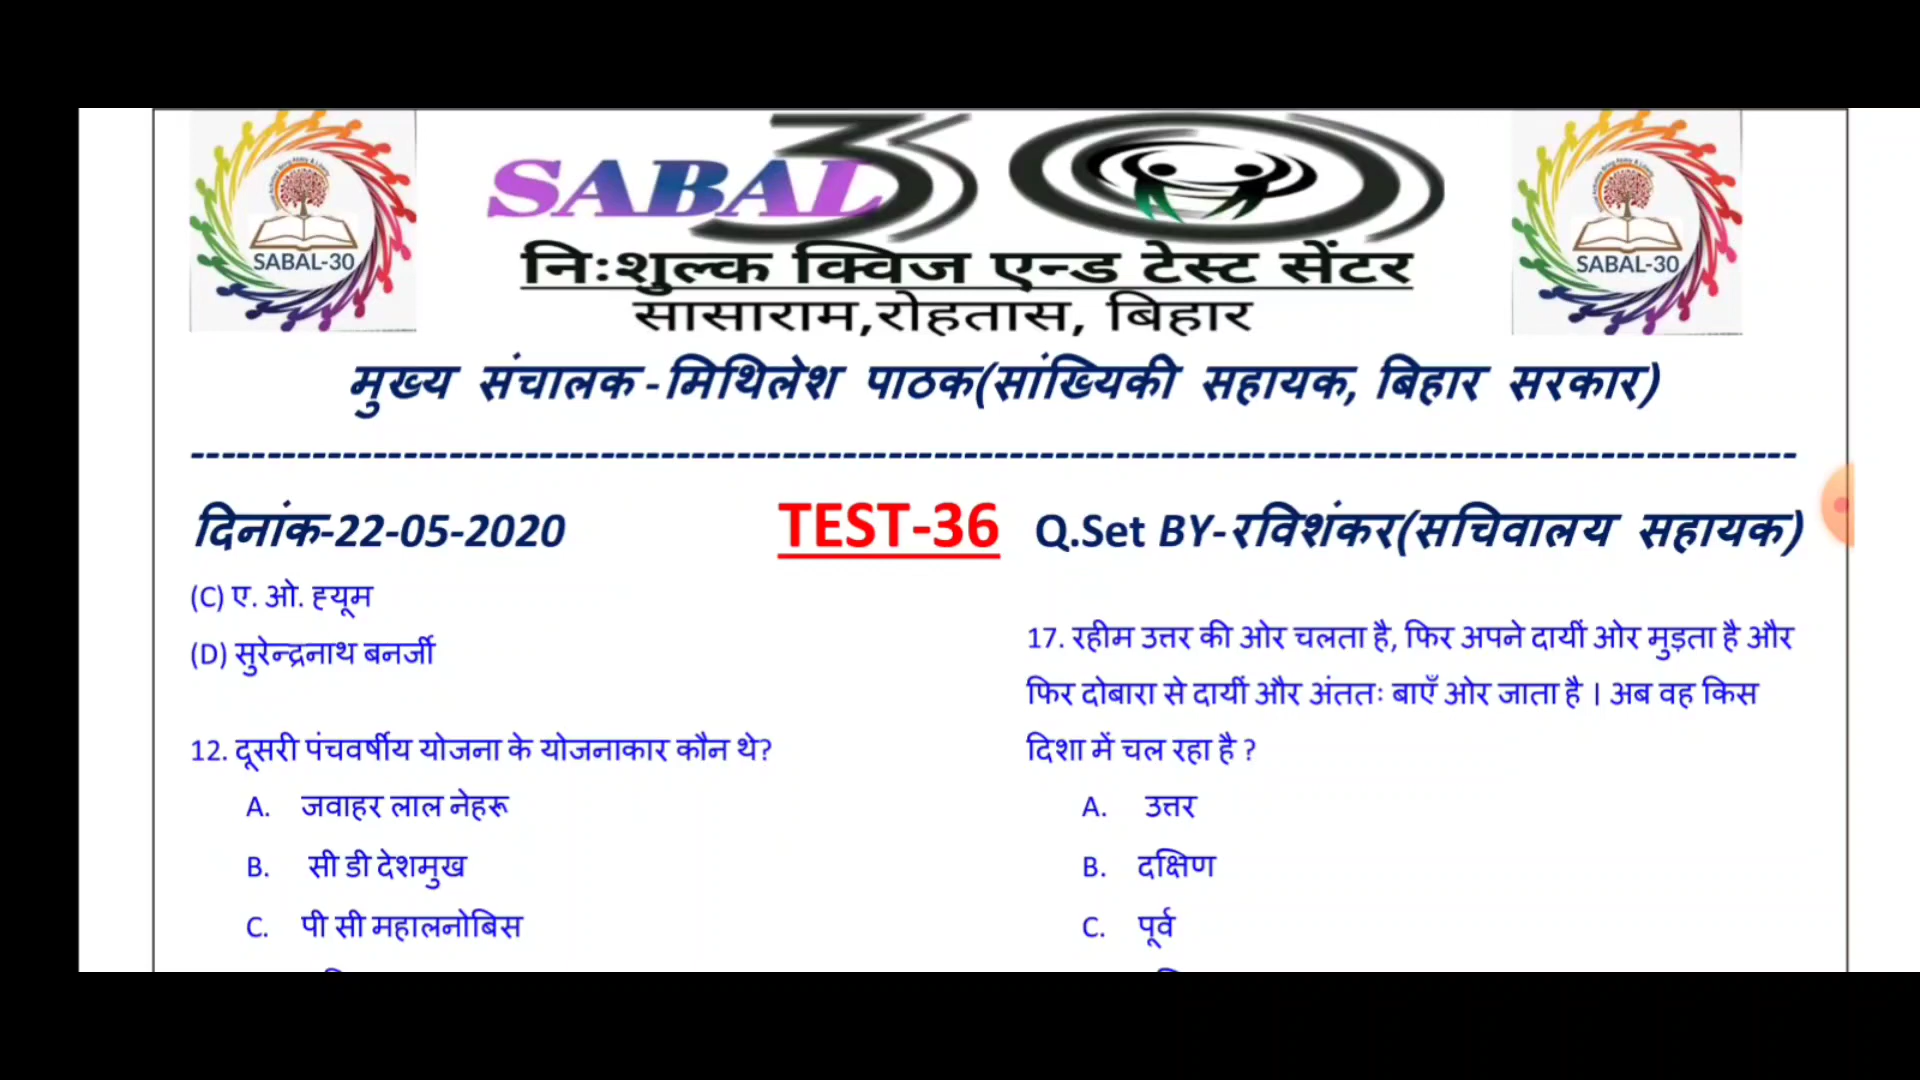 SABAL 30
SABAL-30
SABAL-30
निःशुल्क क्विज एन्ड टेस्ट सेंटर
सासाराम,रोहतास, बिहार
मुख्य संचालक-मिथिलेश पाठक(सांख्यिकी सहायक, बिहार सरकार)
दिनांक-22-05-2020 TEST-36 Q.Set BY-रविशंकर(सचिवालय सहायक)
(C) ए. ओ. ह्यूम
(D) सुरेन्द्रनाथ बनर्जी
12. दूसरी पंचवर्षीय योजना के योजनाकार कौन थे?
A. जवाहर लाल नेहरू
B. सी डी देशमुख
C. पी सी महालनोबिस
17. रहीम उत्तर की ओर चलता है, फिर अपने दायीं ओर मुड़ता है और
फिर दोबारा से दायीं और अंततः बाएँ ओर जाता है । अब वह किस
दिशा में चल रहा है ?
A. उत्तर
B. दक्षिण
C. पूर्व